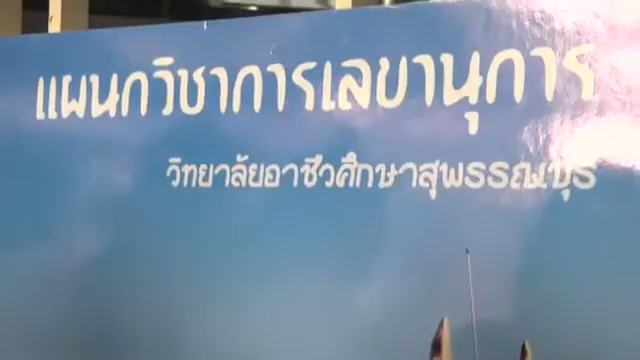 แผนกวิชาการเลขานุการ
วิทยาลัยอาชีวศึกษาสุพรรณบุรี